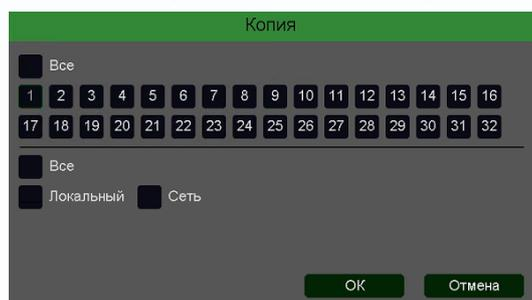 Копия
Все
1 2 3 4 5 6 7 8 9 10 11 12 13 14 15 16
17 18 19 20 21 22 23 24 25 26 27 28 29 30 31 32
Все
Локальный Сеть
OK Отмена